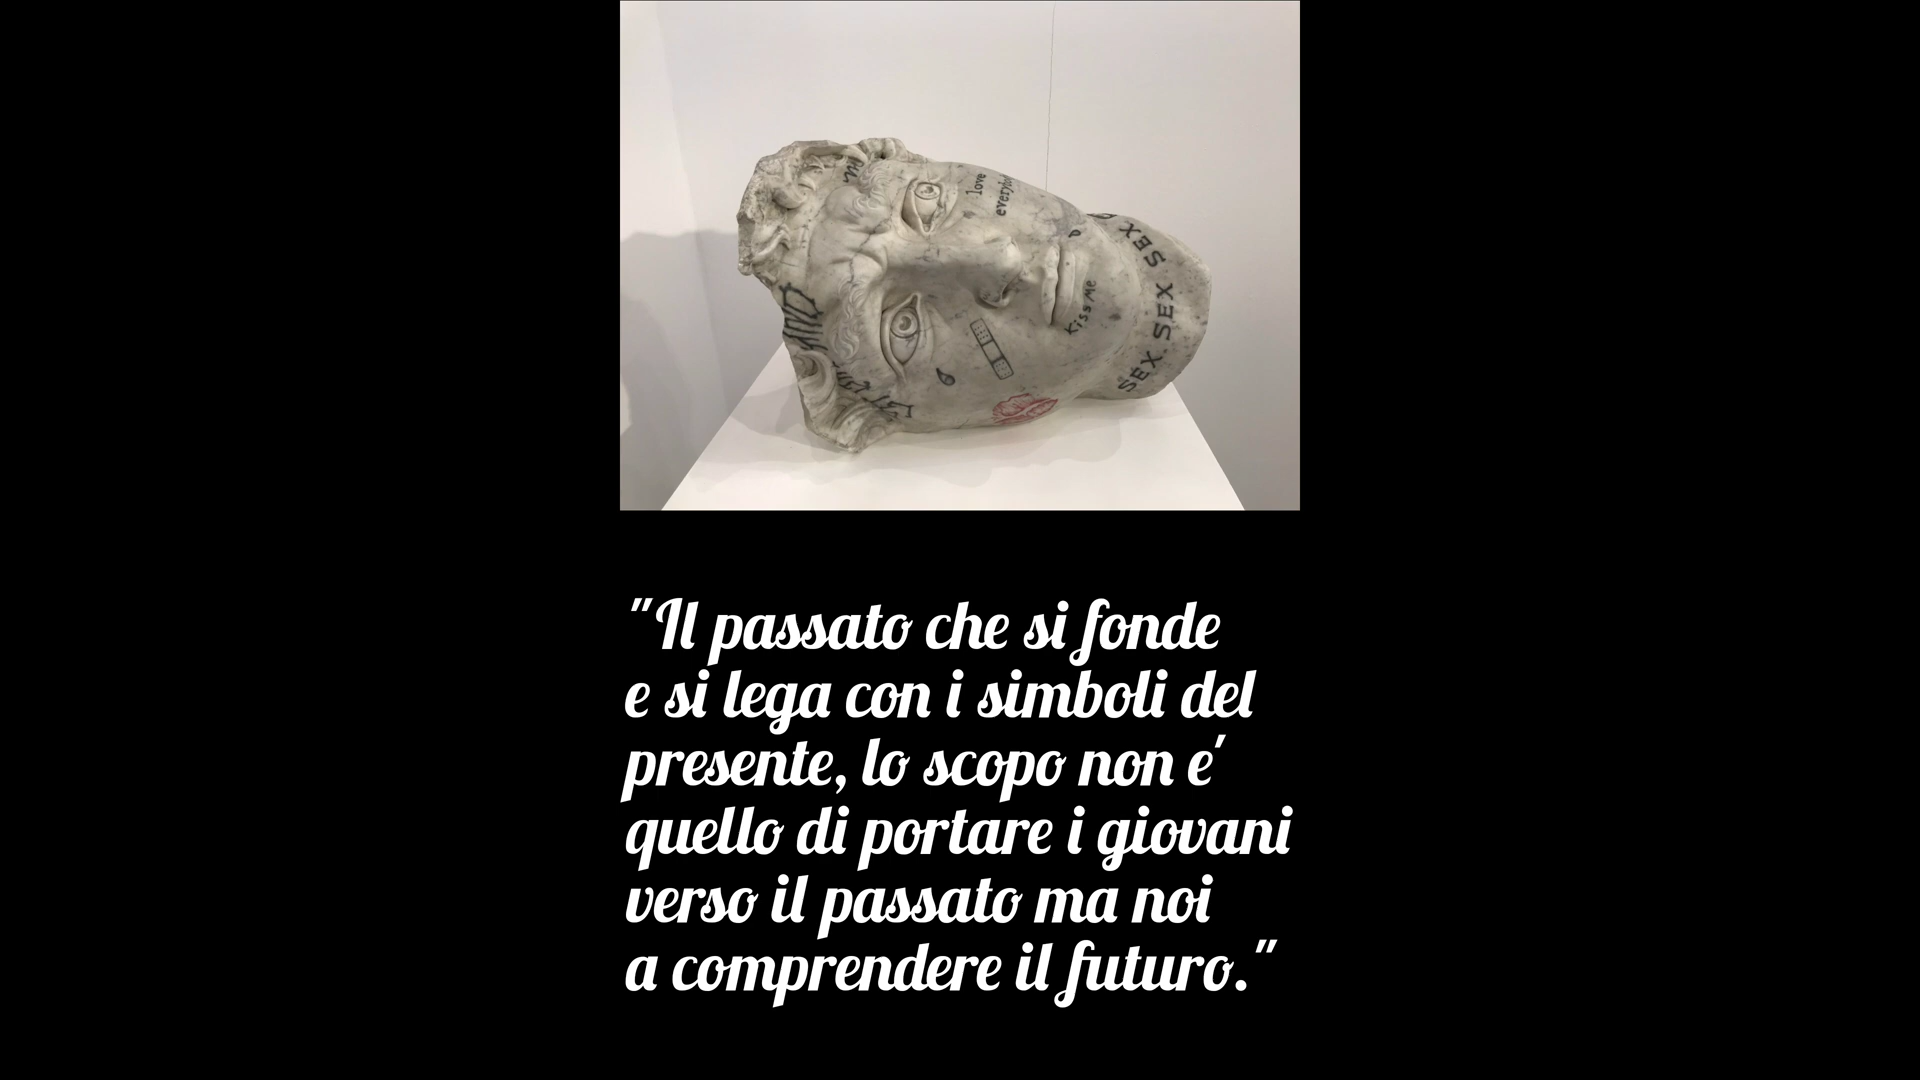 love
everybo
Kiss Me
SEX SEX SEX
"Il passato che si fonde
e si lega con i simboli del
presente, lo scopo non e'
quello di portare i giovani
verso il passato ma noi
a comprendere il futuro."